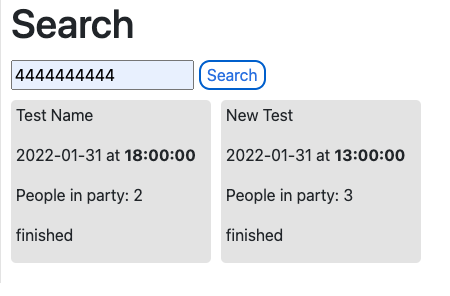 Search
4444444444 Search
Test Name
2022-01-31 at 18:00:00
People in party: 2
finished
New Test
2022-01-31 at 13:00:00
People in party: 3
finished